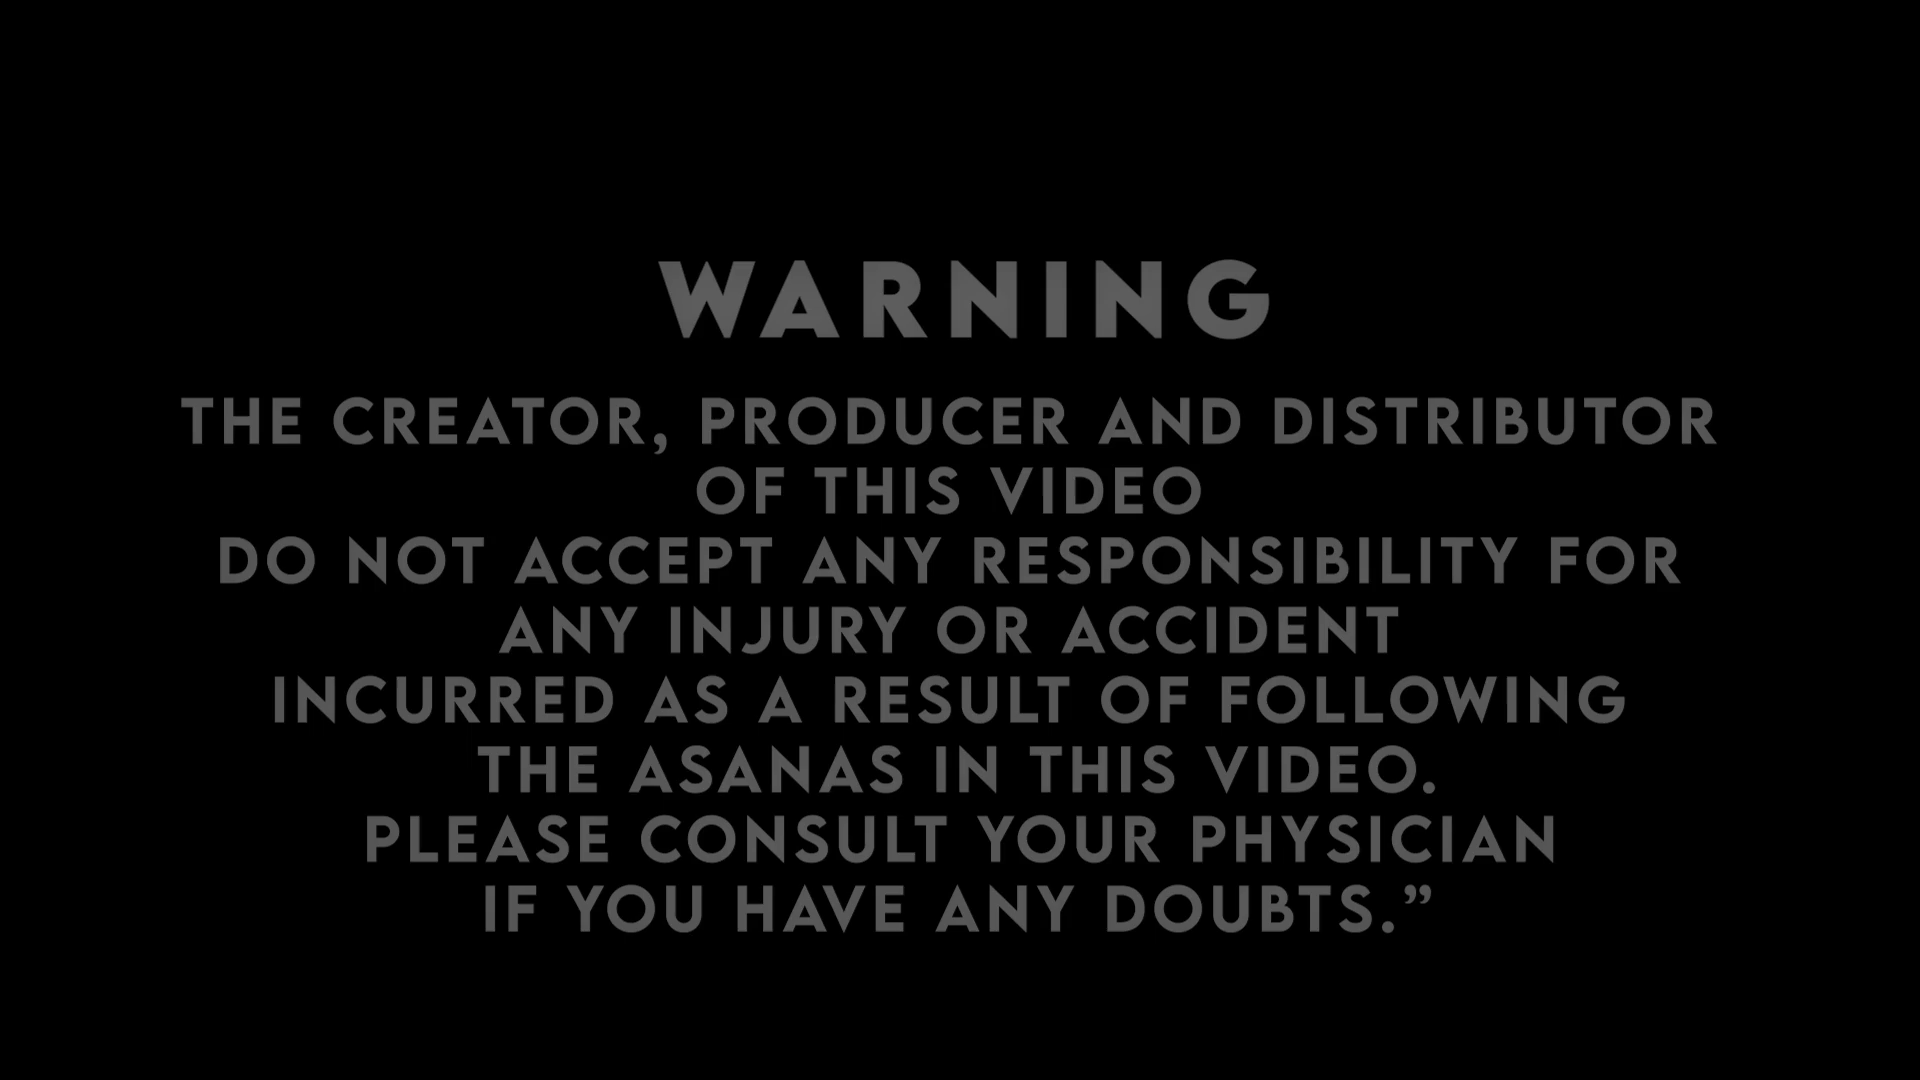 WARNING
THE CREATOR, PRODUCER AND DISTRIBUTOR
OF THIS VIDEO
DO NOT ACCEPT ANY RESPONSIBILITY FOR
ANY INJURY OR ACCIDENT
INCURRED AS A RESULT OF FOLLOWING
THE ASANAS IN THIS VIDEO.
PLEASE CONSULT YOUR PHYSICIAN
IF YOU HAVE ANY DOUBTS.”